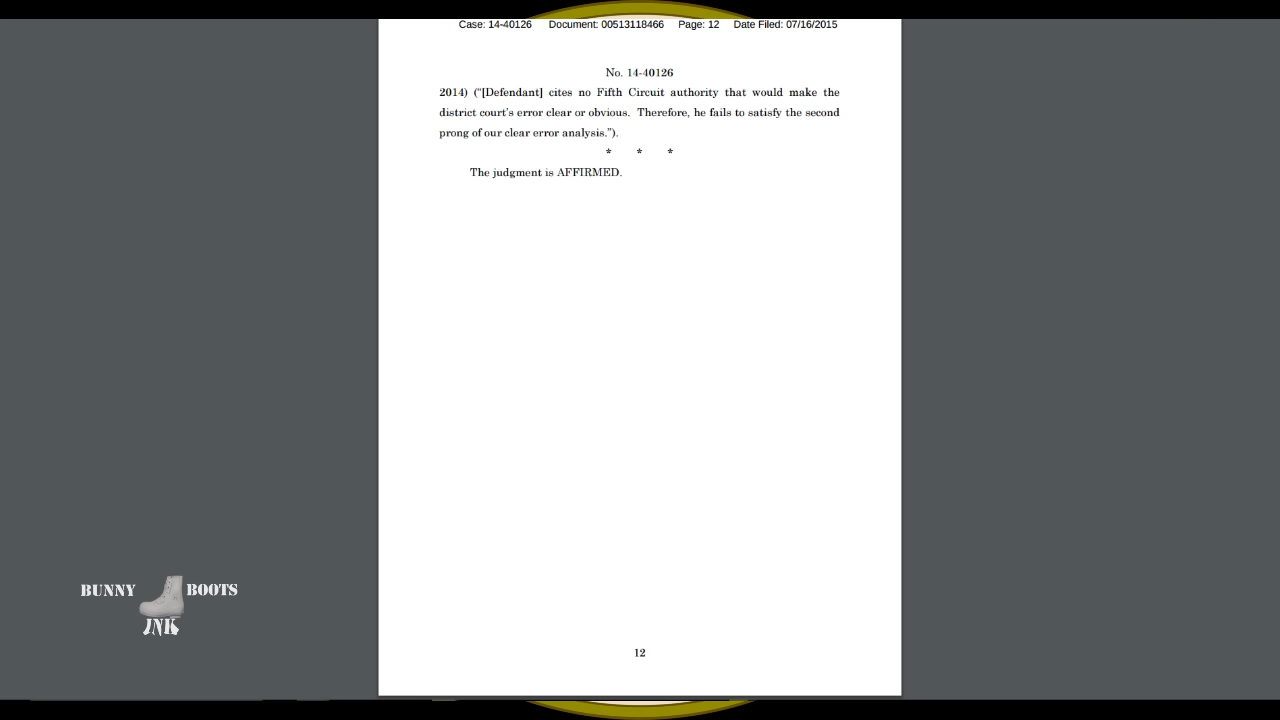 Case: 14-40126 Document: 00513118466 Page: 12 Date Filed: 07/16/2015
No. 14-40126
2014) ("[Defendant] cites no Fifth Circuit authority that would make the
district court's error clear or obvious. Therefore, he fails to satisfy the second
prong of our clear error analysis.").
* * *
The judgment is AFFIRMED.
BUNNY BOOTS
INK
12